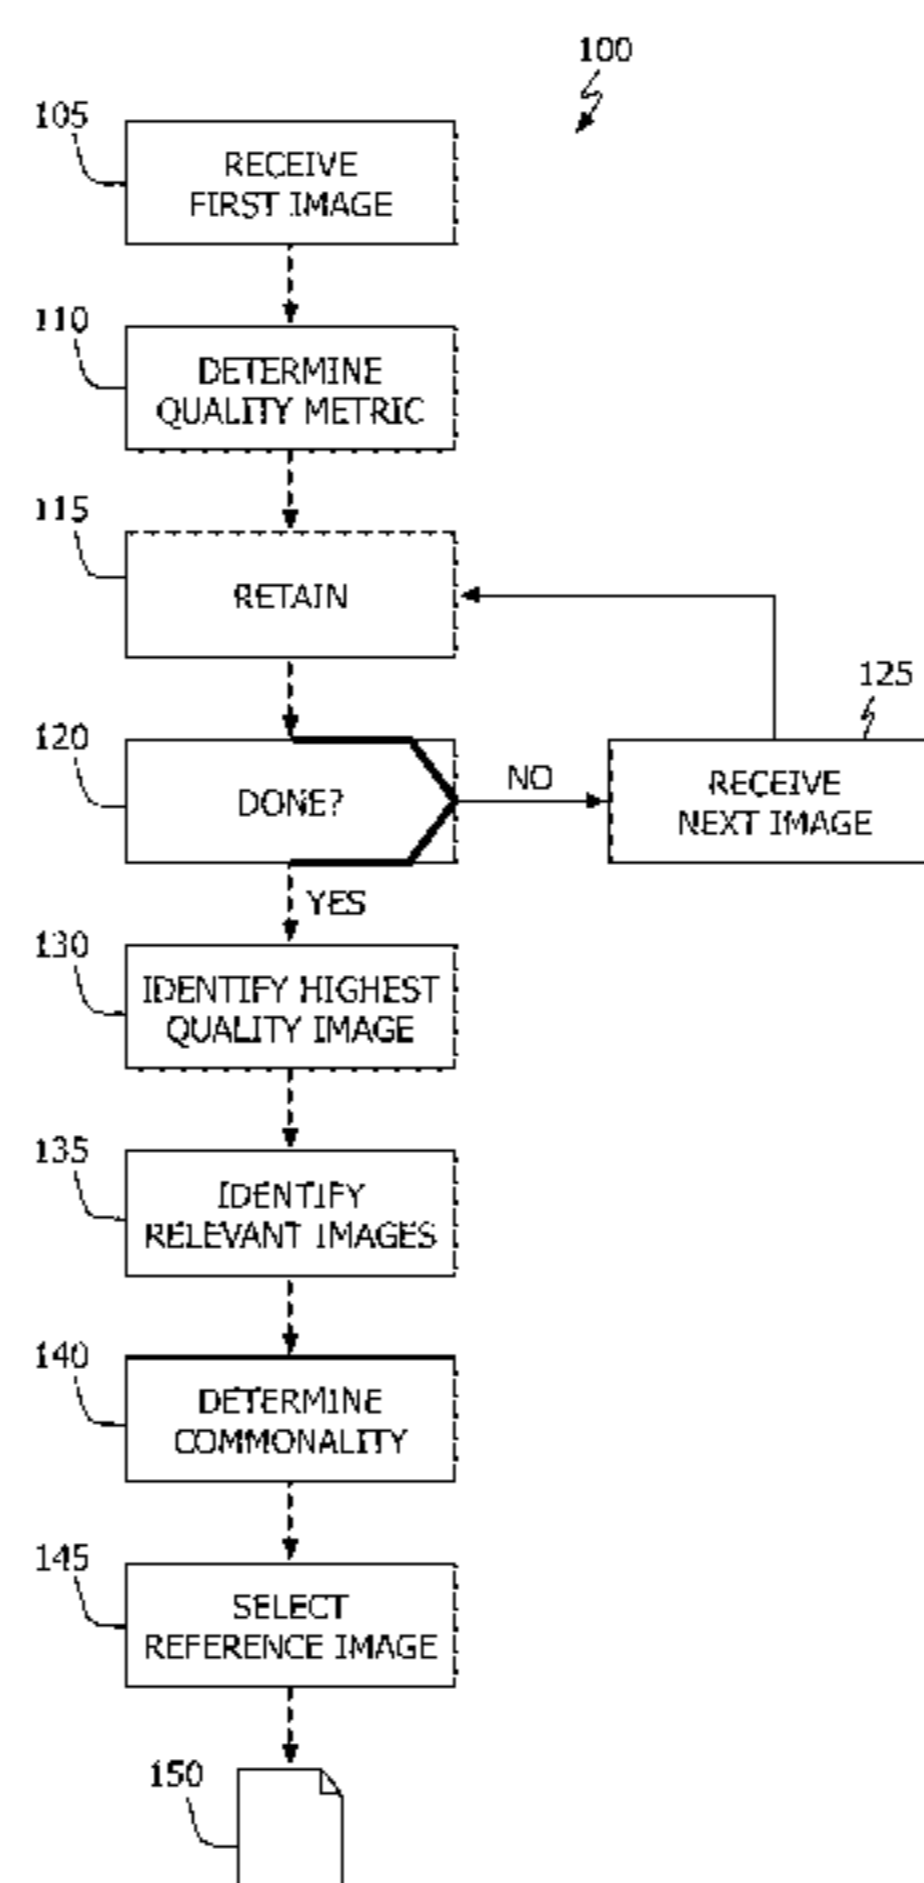 100
105
RECEIVE
FIRST IMAGE
110
DETERMINE
QUALITY METRIC
115
RETAIN
120
DONE?
NO
125
RECEIVE
NEXT IMAGE
YES
130
IDENTIFY HIGHEST
QUALITY IMAGE
135
IDENTIFY
RELEVANT IMAGES
140
DETERMINE
COMMONALITY
145
SELECT
REFERENCE IMAGE
150